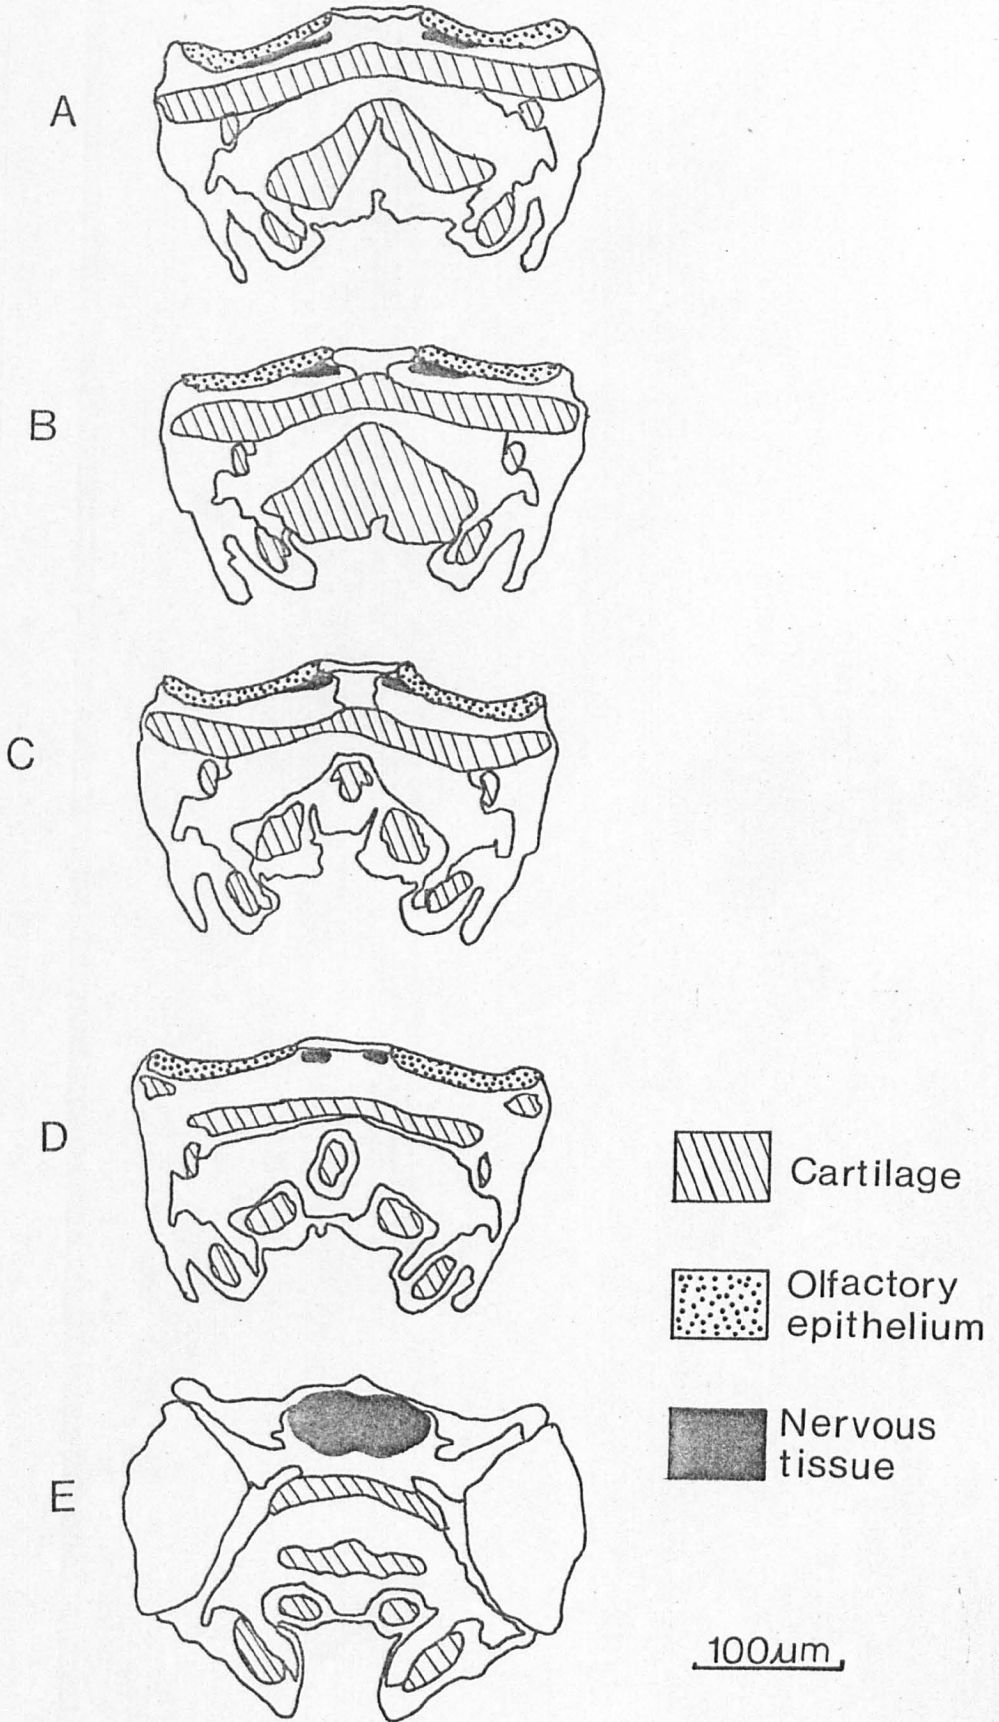 A
B
C
D
Cartilage
Olfactory
epithelium
Nervous
tissue
E
100µm